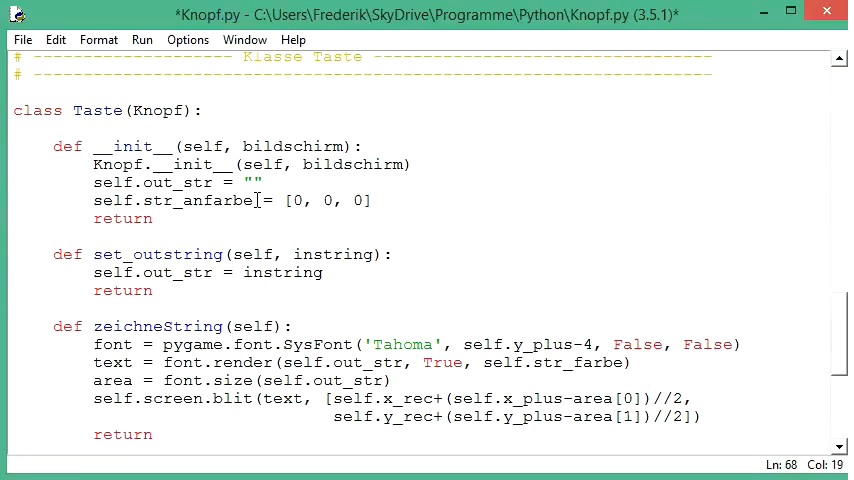 *Knopf.py - C:\Users\Frederik\SkyDrive\Programme\Python\Knopf.py (3.5.1)*
File Edit Format Run Options Window Help
# -------------------- Klasse Taste ----------------------------------
# --------------------------------------------------------------------
class Taste(Knopf):
def __init__(self, bildschirm):
Knopf.__init__(self, bildschirm)
self.out_str = ""
self.str_anfarbe = [0, 0, 0]
return
def set_outstring(self, instring):
self.out_str = instring
return
def zeichneString(self):
font = pygame.font.SysFont('Tahoma', self.y_plus-4, False, False)
text = font.render(self.out_str, True, self.str_farbe)
area = font.size(self.out_str)
self.screen.blit(text, [self.x_rec+(self.x_plus-area[0])//2,
self.y_rec+(self.y_plus-area[1])//2])
return
Ln: 68 Col: 19